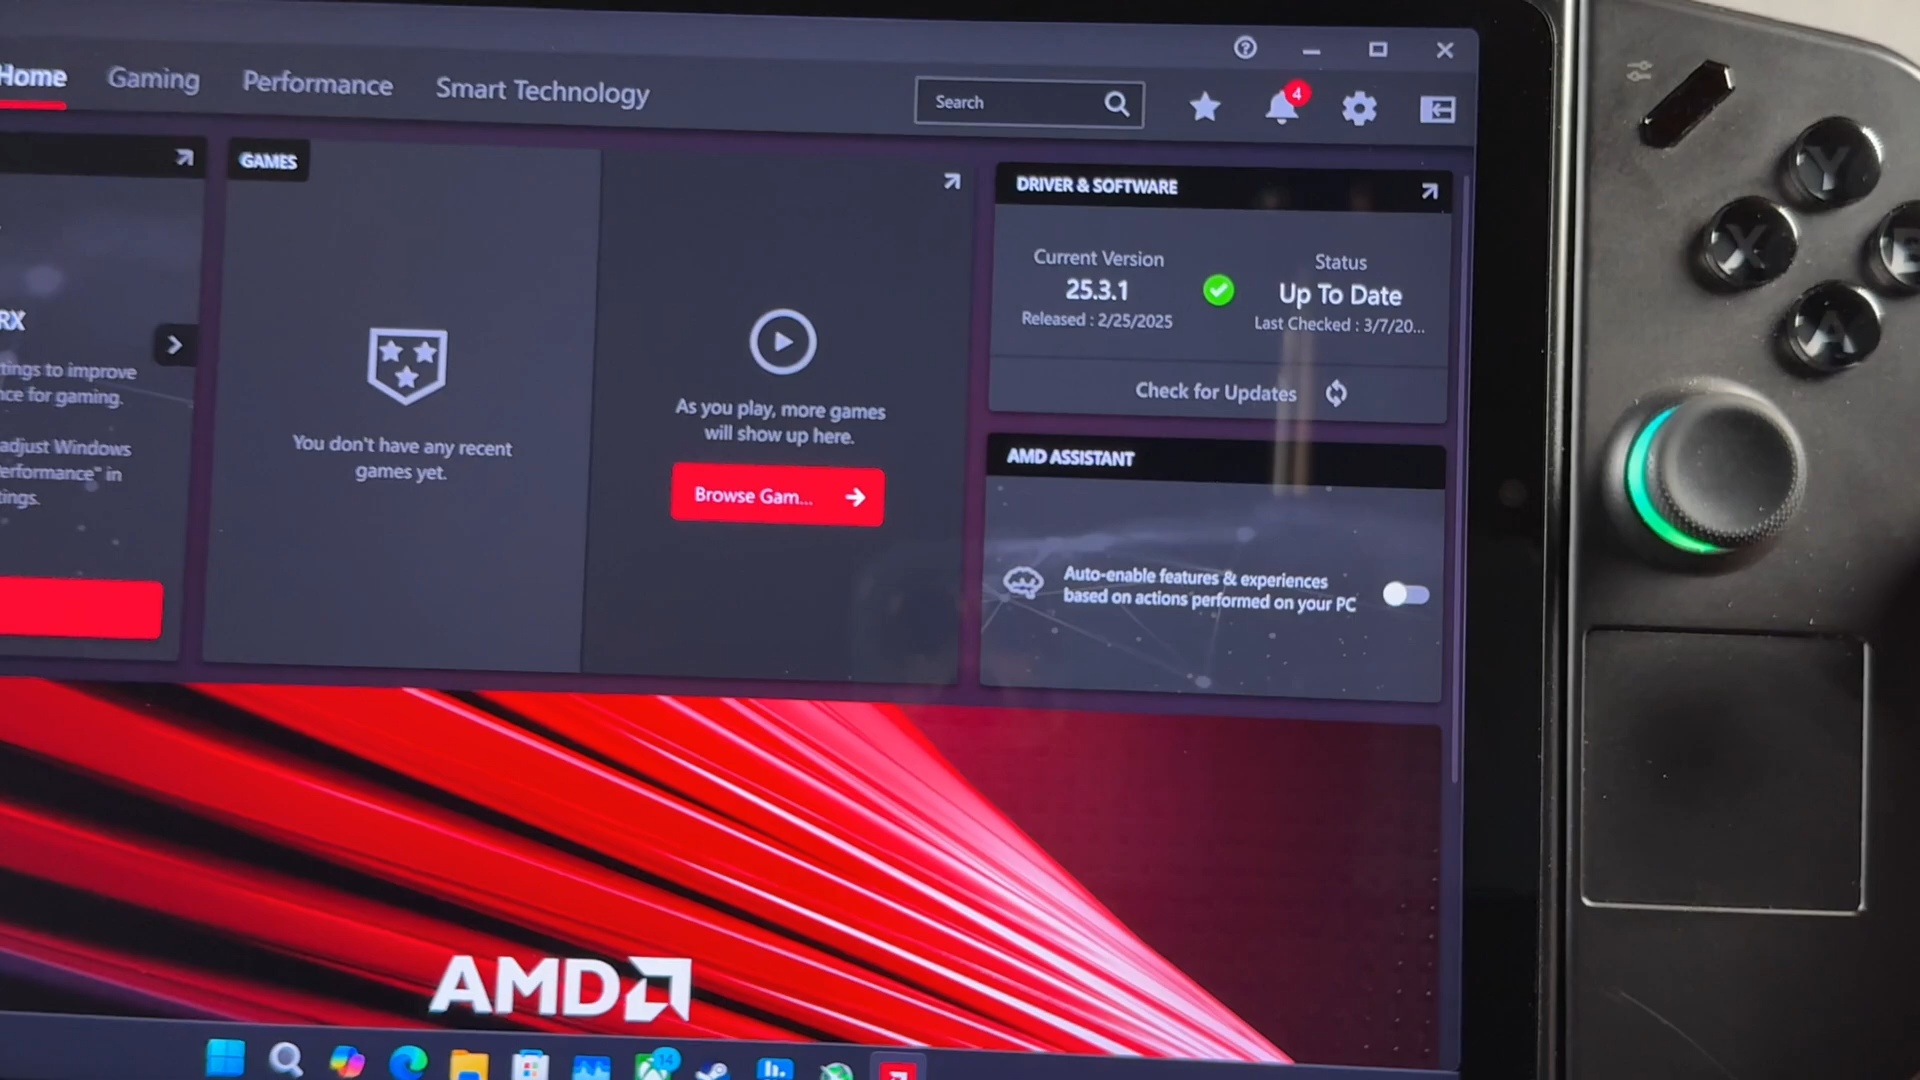 Home
Gaming
Performance
Smart Technology
Search
4
GAMES
DRIVER & SOFTWARE
Current Version
25.3.1
Released : 2/25/2025
Status
Up To Date
Last Checked : 3/7/20...
Check for Updates
RX
tings to improve
nce for gaming.
adjust Windows
erformance" in
tings.
You don't have any recent
games yet.
As you play, more games
will show up here.
Browse Gam...
AMD ASSISTANT
Auto-enable features & experiences
based on actions performed on your PC
AMD
14
Y
X
B
A